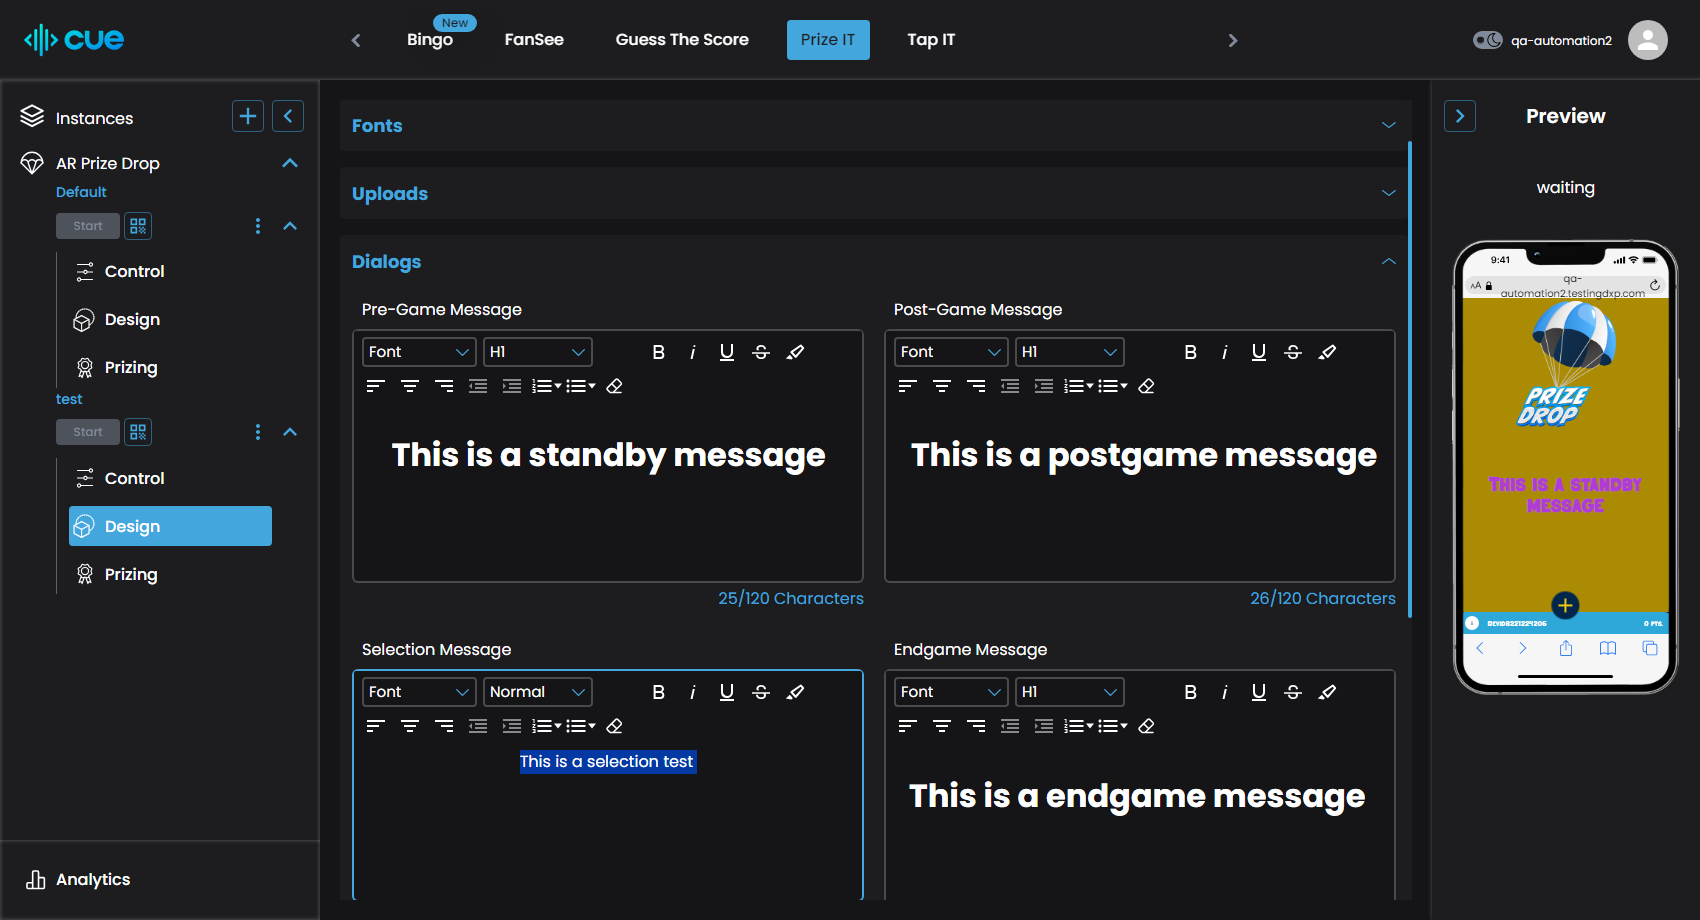 cue
New
Bingo
FanSee
Guess The Score
Prize IT
Tap IT
qa-automation2
Instances
AR Prize Drop
Default
Start
Control
Design
Prizing
test
Start
Control
Design
Prizing
Analytics
Fonts
Uploads
Dialogs
Pre-Game Message
Font
H1
B i U S
This is a standby message
25/120 Characters
Post-Game Message
Font
H1
B i U S
This is a postgame message
26/120 Characters
Selection Message
Font
Normal
B i U S
This is a selection test
Endgame Message
Font
H1
B i U S
This is a endgame message
Preview
waiting
9:41
AA
qa-
automation2.testingdxp.com
PRIZE
DROP
THIS IS A STANDBY
MESSAGE
0 PTS.